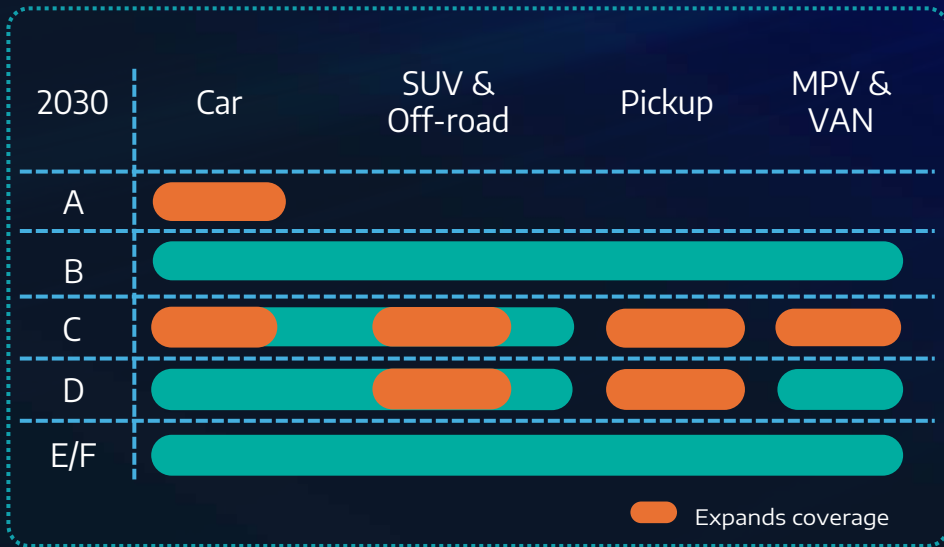 2030
Car
SUV &
Off-road
Pickup
MPV &
VAN
A
B
C
D
E/F
Expands coverage